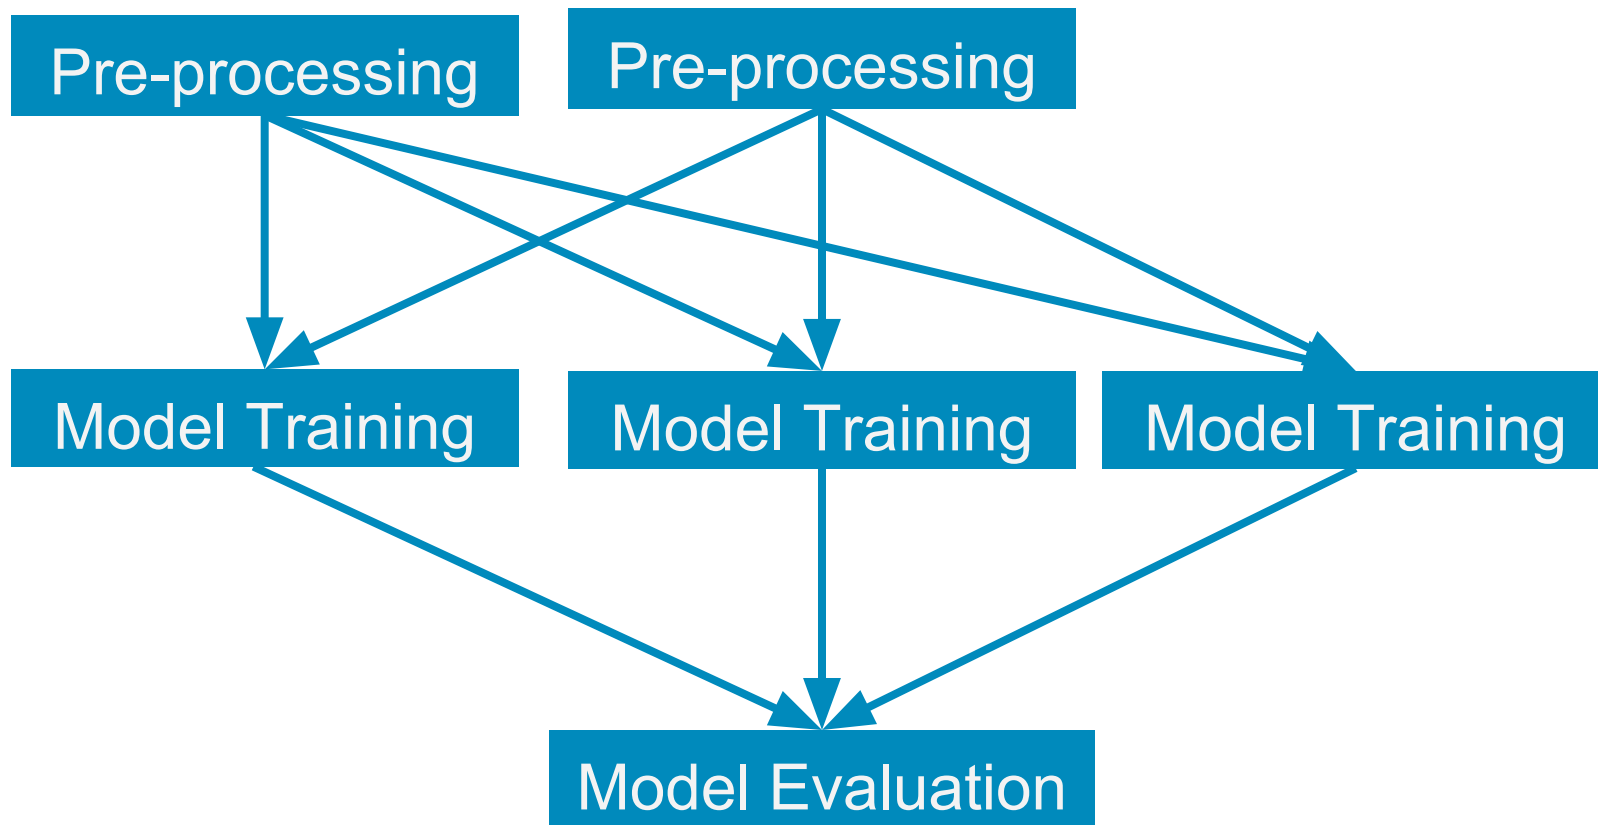 Pre-processing
Pre-processing
Model Training
Model Training
Model Training
Model Evaluation